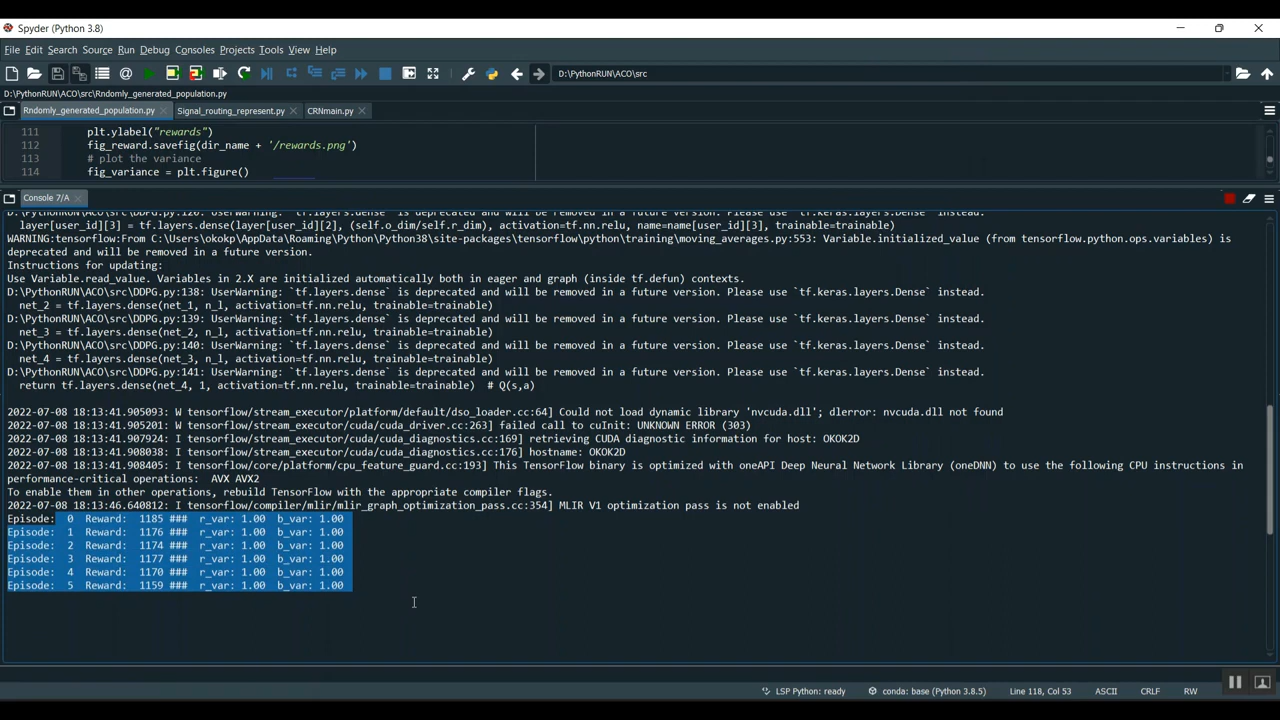 Spyder (Python 3.8)
File Edit Search Source Run Debug Consoles Projects Tools View Help
D:\PythonRUN\ACO\src
D:\PythonRUN\ACO\src\Rndomly_generated_population.py
Rndomly_generated_population.py Signal_routing_represent.py CRNmain.py
111 plt.ylabel("rewards")
112 fig_reward.savefig(dir_name + '/rewards.png')
113 # plot the variance
114 fig_variance = plt.figure()
Console 7/A
D:\PythonRUN\ACO\src\DDPG.py:120: UserWarning: `tf.layers.dense` is deprecated and will be removed in a future version. Please use `tf.keras.layers.Dense` instead.
layer[user_id][3] = tf.layers.dense(layer[user_id][2], (self.o_dim/self.r_dim), activation=tf.nn.relu, name=name[user_id][3], trainable=trainable)
WARNING:tensorflow:From C:\Users\okokp\AppData\Roaming\Python\Python38\site-packages\tensorflow\python\training\moving_averages.py:553: Variable.initialized_value (from tensorflow.python.ops.variables) is
deprecated and will be removed in a future version.
Instructions for updating:
Use Variable.read_value. Variables in 2.X are initialized automatically both in eager and graph (inside tf.defun) contexts.
D:\PythonRUN\ACO\src\DDPG.py:138: UserWarning: `tf.layers.dense` is deprecated and will be removed in a future version. Please use `tf.keras.layers.Dense` instead.
net_2 = tf.layers.dense(net_1, n_l, activation=tf.nn.relu, trainable=trainable)
D:\PythonRUN\ACO\src\DDPG.py:139: UserWarning: `tf.layers.dense` is deprecated and will be removed in a future version. Please use `tf.keras.layers.Dense` instead.
net_3 = tf.layers.dense(net_2, n_l, activation=tf.nn.relu, trainable=trainable)
D:\PythonRUN\ACO\src\DDPG.py:140: UserWarning: `tf.layers.dense` is deprecated and will be removed in a future version. Please use `tf.keras.layers.Dense` instead.
net_4 = tf.layers.dense(net_3, n_l, activation=tf.nn.relu, trainable=trainable)
D:\PythonRUN\ACO\src\DDPG.py:141: UserWarning: `tf.layers.dense` is deprecated and will be removed in a future version. Please use `tf.keras.layers.Dense` instead.
return tf.layers.dense(net_4, 1, activation=tf.nn.relu, trainable=trainable) # Q(s,a)
2022-07-08 18:13:41.905093: W tensorflow/stream_executor/platform/default/dso_loader.cc:64] Could not load dynamic library 'nvcuda.dll'; dlerror: nvcuda.dll not found
2022-07-08 18:13:41.905201: W tensorflow/stream_executor/cuda/cuda_driver.cc:263] failed call to cuInit: UNKNOWN ERROR (303)
2022-07-08 18:13:41.907924: I tensorflow/stream_executor/cuda/cuda_diagnostics.cc:169] retrieving CUDA diagnostic information for host: OKOK2D
2022-07-08 18:13:41.908038: I tensorflow/stream_executor/cuda/cuda_diagnostics.cc:176] hostname: OKOK2D
2022-07-08 18:13:41.908405: I tensorflow/core/platform/cpu_feature_guard.cc:193] This TensorFlow binary is optimized with oneAPI Deep Neural Network Library (oneDNN) to use the following CPU instructions in
performance-critical operations: AVX AVX2
To enable them in other operations, rebuild TensorFlow with the appropriate compiler flags.
2022-07-08 18:13:46.640812: I tensorflow/compiler/mlir/mlir_graph_optimization_pass.cc:354] MLIR V1 optimization pass is not enabled
Episode: 0 Reward: 1185 ### r_var: 1.00 b_var: 1.00
Episode: 1 Reward: 1176 ### r_var: 1.00 b_var: 1.00
Episode: 2 Reward: 1174 ### r_var: 1.00 b_var: 1.00
Episode: 3 Reward: 1177 ### r_var: 1.00 b_var: 1.00
Episode: 4 Reward: 1170 ### r_var: 1.00 b_var: 1.00
Episode: 5 Reward: 1159 ### r_var: 1.00 b_var: 1.00
LSP Python: ready conda: base (Python 3.8.5) Line 118, Col 53 ASCII CRLF RW